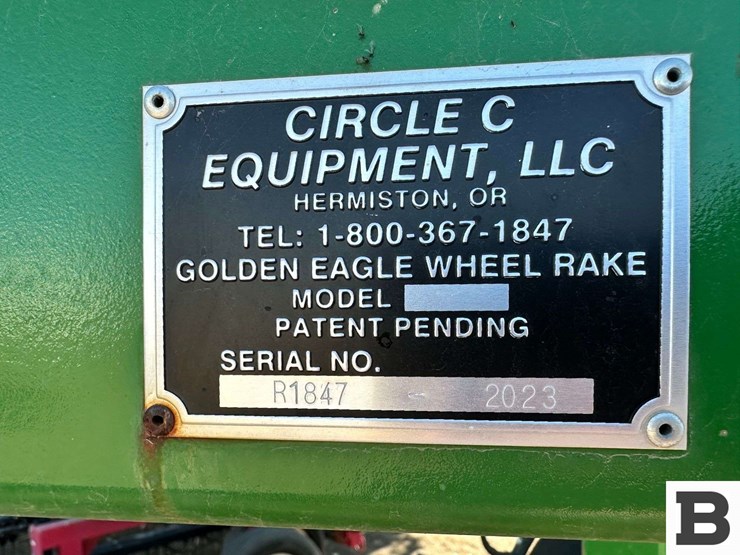 CIRCLE C
EQUIPMENT, LLC
HERMISTON, OR
TEL: 1-800-367-1847
GOLDEN EAGLE WHEEL RAKE
MODEL
PATENT PENDING
SERIAL NO.
R1847 - 2023
B